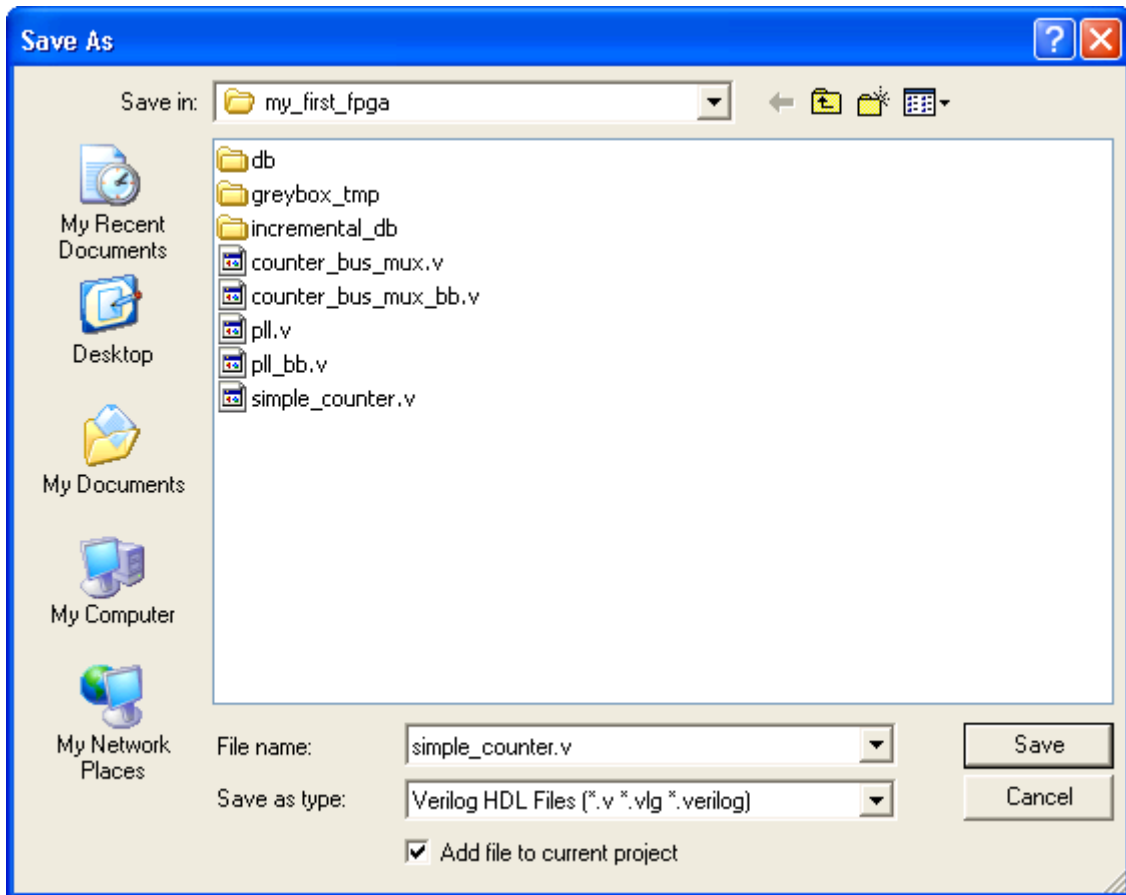 Save As
Save in:
my_first_fpga
My Recent
Documents
Desktop
My Documents
My Computer
My Network
Places
db
greybox_tmp
incremental_db
counter_bus_mux.v
counter_bus_mux_bb.v
pll.v
pll_bb.v
simple_counter.v
File name:
simple_counter.v
Save
Save as type:
Verilog HDL Files (*.v *.vlg *.verilog)
Cancel
Add file to current project